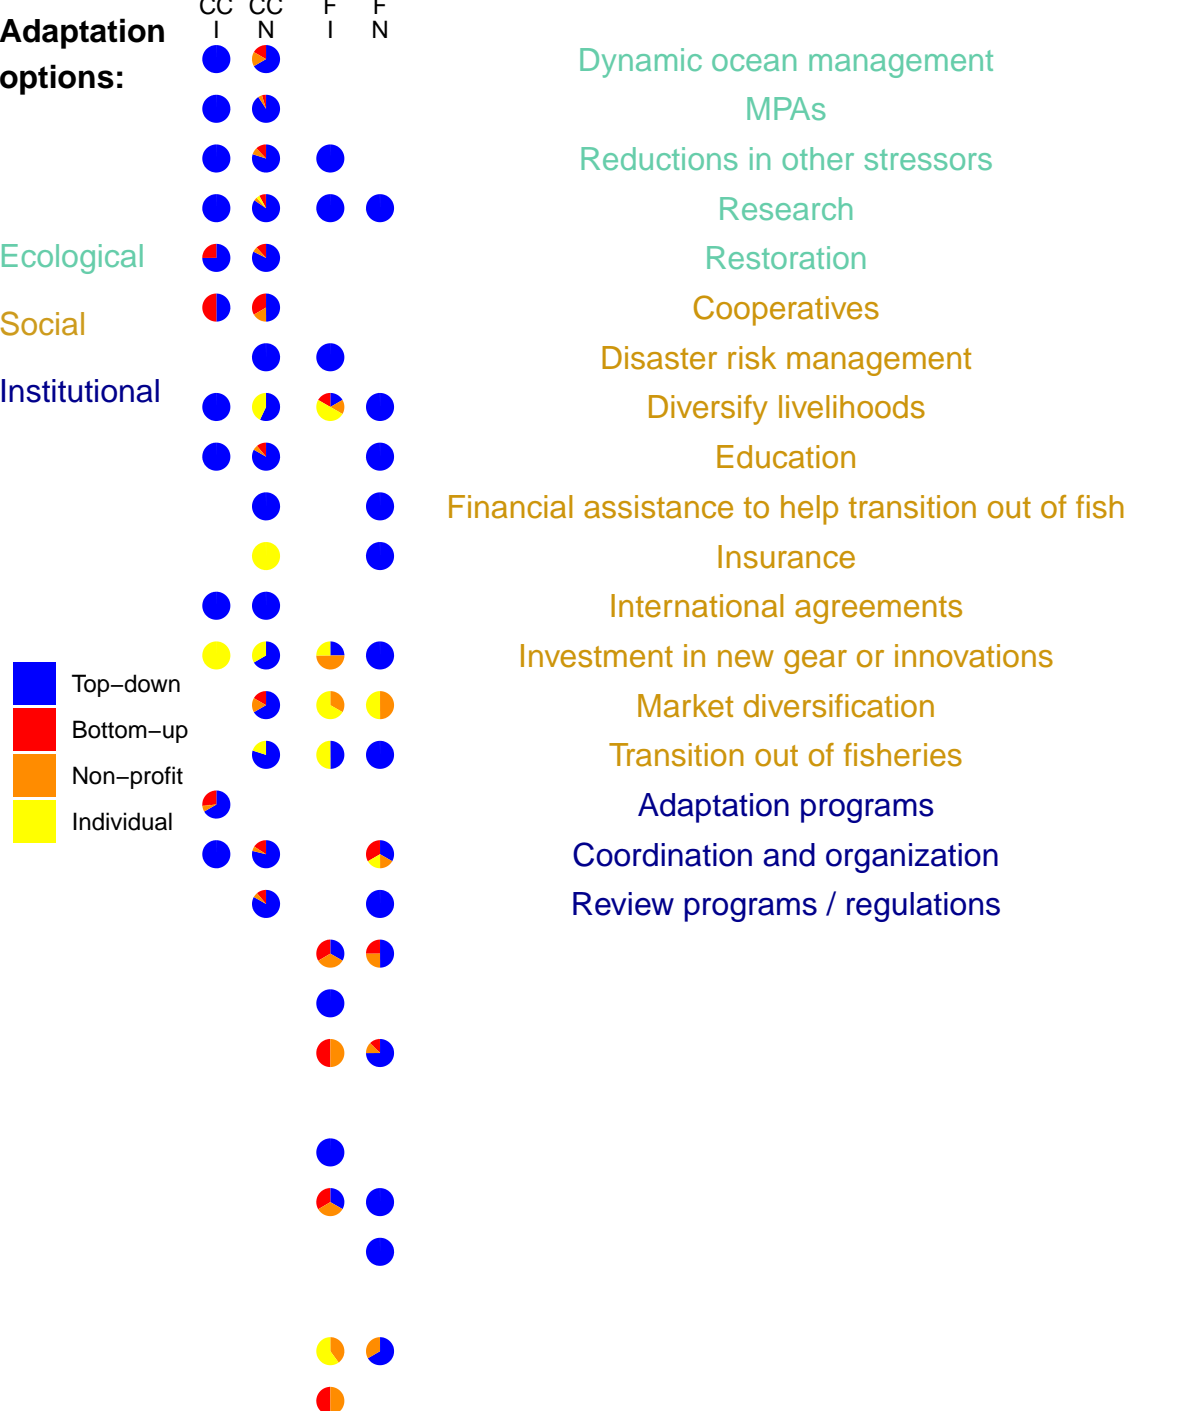 CC CC F F
Adaptation I N I N
options:
Dynamic ocean management
MPAs
Reductions in other stressors
Research
Ecological
Restoration
Social
Cooperatives
Disaster risk management
Institutional
Diversify livelihoods
Education
Financial assistance to help transition out of fish
Insurance
International agreements
Investment in new gear or innovations
Top−down
Market diversification
Bottom−up
Transition out of fisheries
Non−profit
Adaptation programs
Individual
Coordination and organization
Review programs / regulations